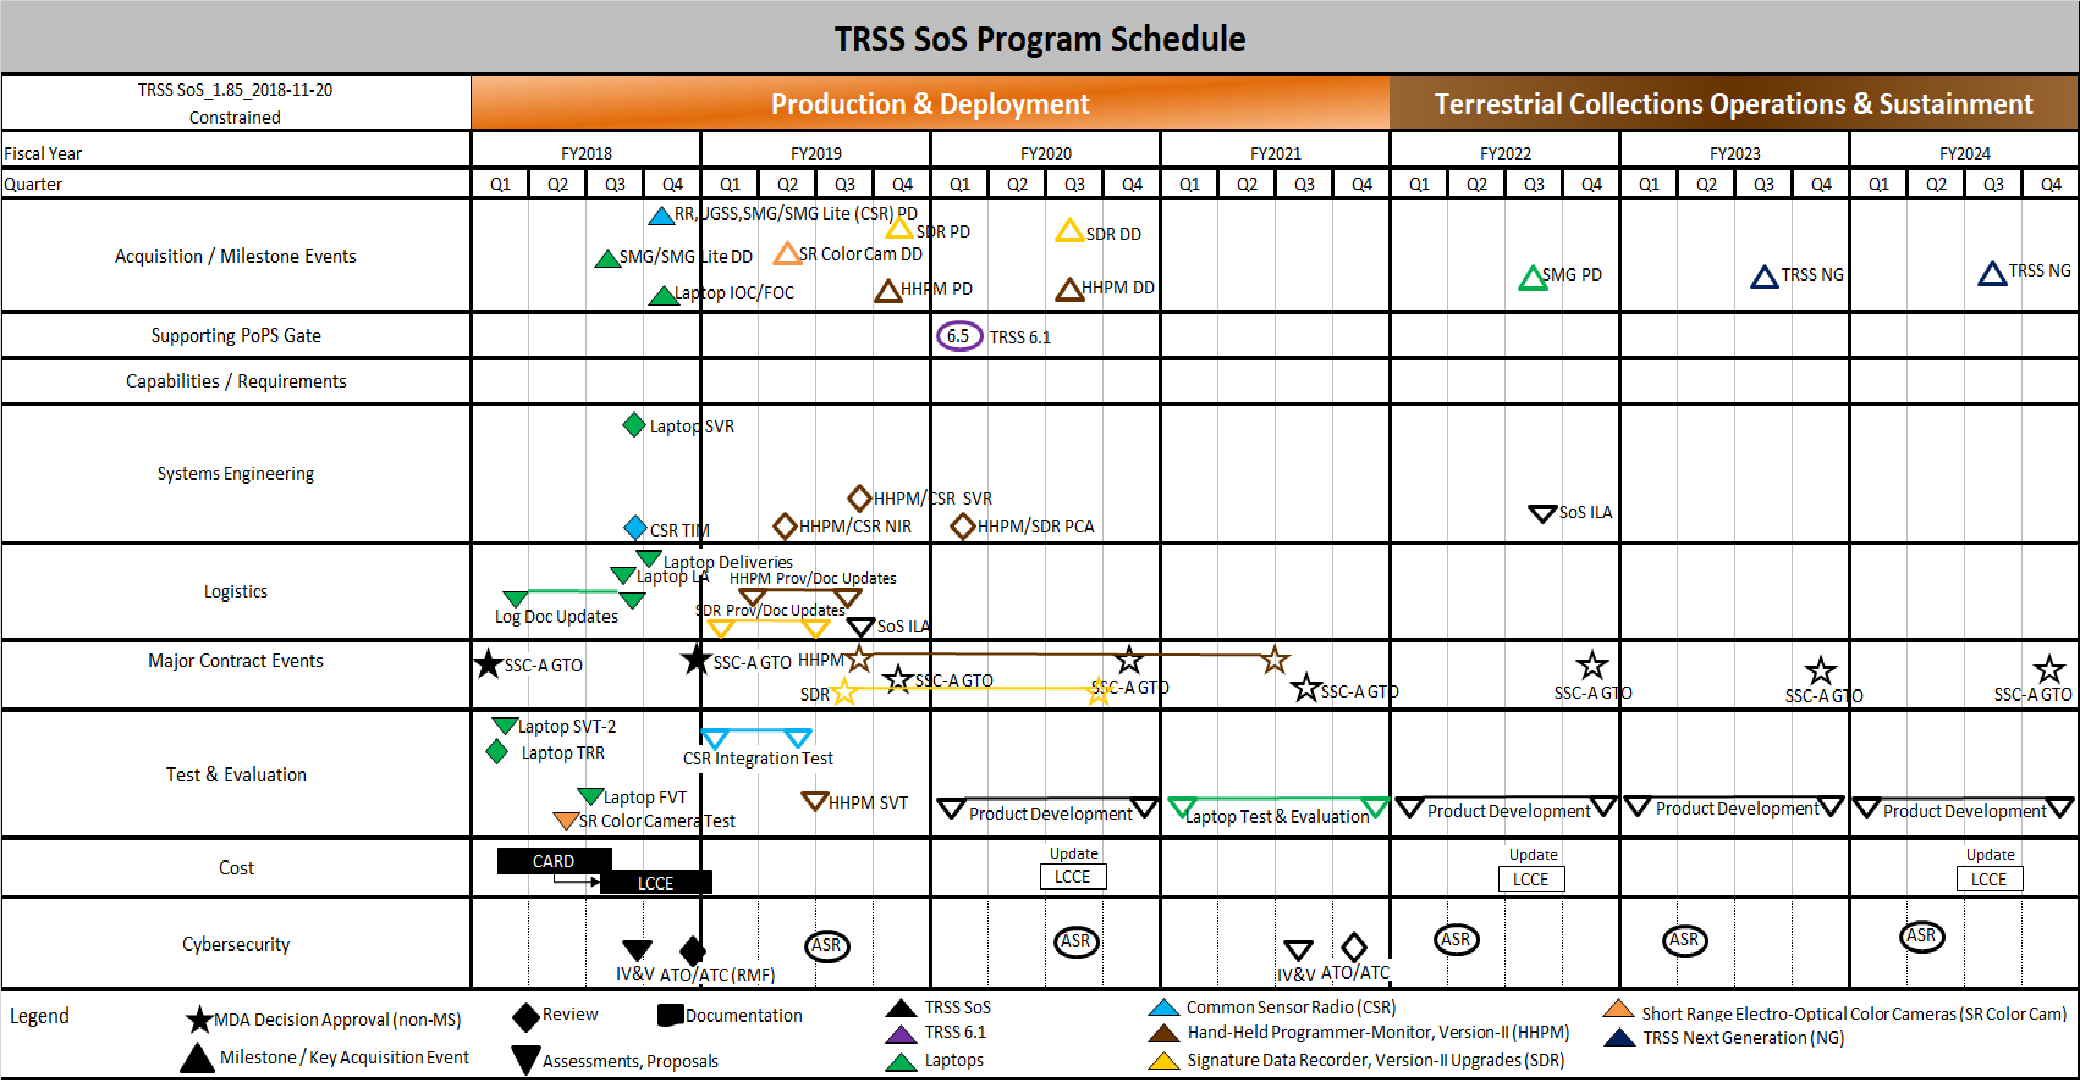 TRSS SoS Program Schedule
TRSS SoS_1.85_2018-11-20
Constrained
Production & Deployment
Terrestrial Collections Operations & Sustainment
Fiscal Year
FY2018
FY2019
FY2020
FY2021
FY2022
FY2023
FY2024
Quarter
Q1 Q2 Q3 Q4 Q1 Q2 Q3 Q4 Q1 Q2 Q3 Q4 Q1 Q2 Q3 Q4 Q1 Q2 Q3 Q4 Q1 Q2 Q3 Q4 Q1 Q2 Q3 Q4
Acquisition / Milestone Events
RR,UGSS,SMG/SMG Lite (CSR) PD
SDR PD
SDR DD
SMG/SMG Lite DD
SR Color Cam DD
Laptop IOC/FOC
HHPM PD
HHPM DD
SMG PD
TRSS NG
TRSS NG
Supporting PoPS Gate
6.5
TRSS 6.1
Capabilities / Requirements
Systems Engineering
Laptop SVR
HHPM/CSR SVR
CSR TIM
HHPM/CSR NIR
HHPM/SDR PCA
SoS ILA
Logistics
Laptop Deliveries
Laptop LA
HHPM Prov/Doc Updates
Log Doc Updates
SDR Prov/Doc Updates
SoS ILA
Major Contract Events
SSC-A GTO
SSC-A GTO
HHPM
SSC-A GTO
SDR
SSC-A GTO
SSC-A GTO
SSC-A GTO
SSC-A GTO
SSC-A GTO
Test & Evaluation
Laptop SVT-2
Laptop TRR
CSR Integration Test
Laptop FVT
SR Color Camera Test
HHPM SVT
Product Development
Laptop Test & Evaluation
Product Development
Product Development
Product Development
Cost
CARD
LCCE
Update
LCCE
Update
LCCE
Update
LCCE
Cybersecurity
IV&V
ATO/ATC (RMF)
ASR
ASR
IV&V
ATO/ATC
ASR
ASR
ASR
Legend
MDA Decision Approval (non-MS)
Milestone / Key Acquisition Event
Review
Assessments, Proposals
Documentation
TRSS SoS
TRSS 6.1
Laptops
Common Sensor Radio (CSR)
Hand-Held Programmer-Monitor, Version-II (HHPM)
Signature Data Recorder, Version-II Upgrades (SDR)
Short Range Electro-Optical Color Cameras (SR Color Cam)
TRSS Next Generation (NG)